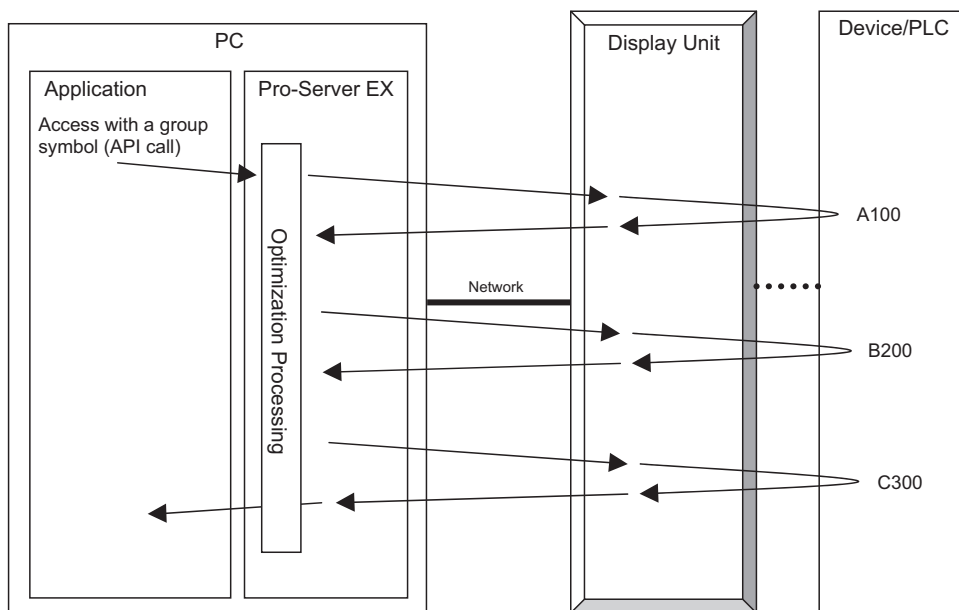 PC
Display Unit
Device/PLC
Application
Pro-Server EX
Access with a group
symbol (API call)
Optimization Processing
Network
A100
B200
C300